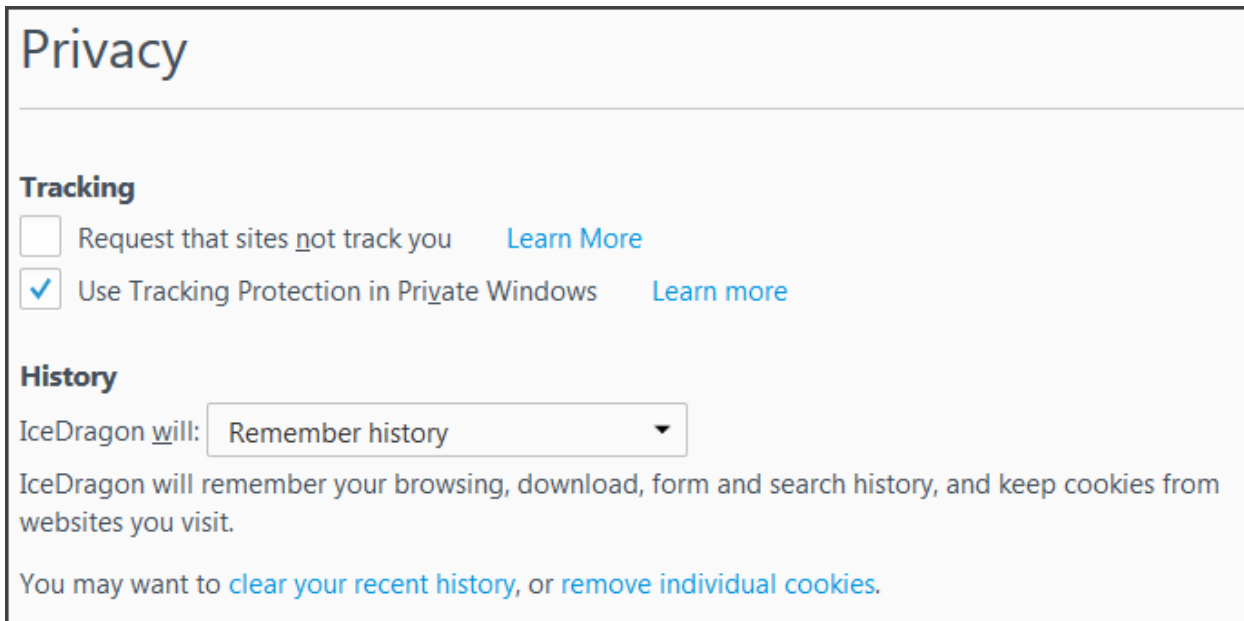 Privacy
Tracking
Request that sites not track you Learn More
Use Tracking Protection in Private Windows Learn more
History
IceDragon will: Remember history
IceDragon will remember your browsing, download, form and search history, and keep cookies from
websites you visit.
You may want to clear your recent history, or remove individual cookies.